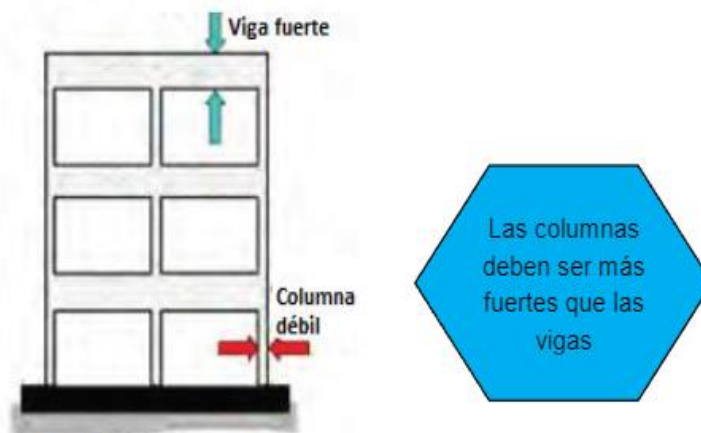 Viga fuerte
Columna
débil
Las columnas
deben ser más
fuertes que las
vigas